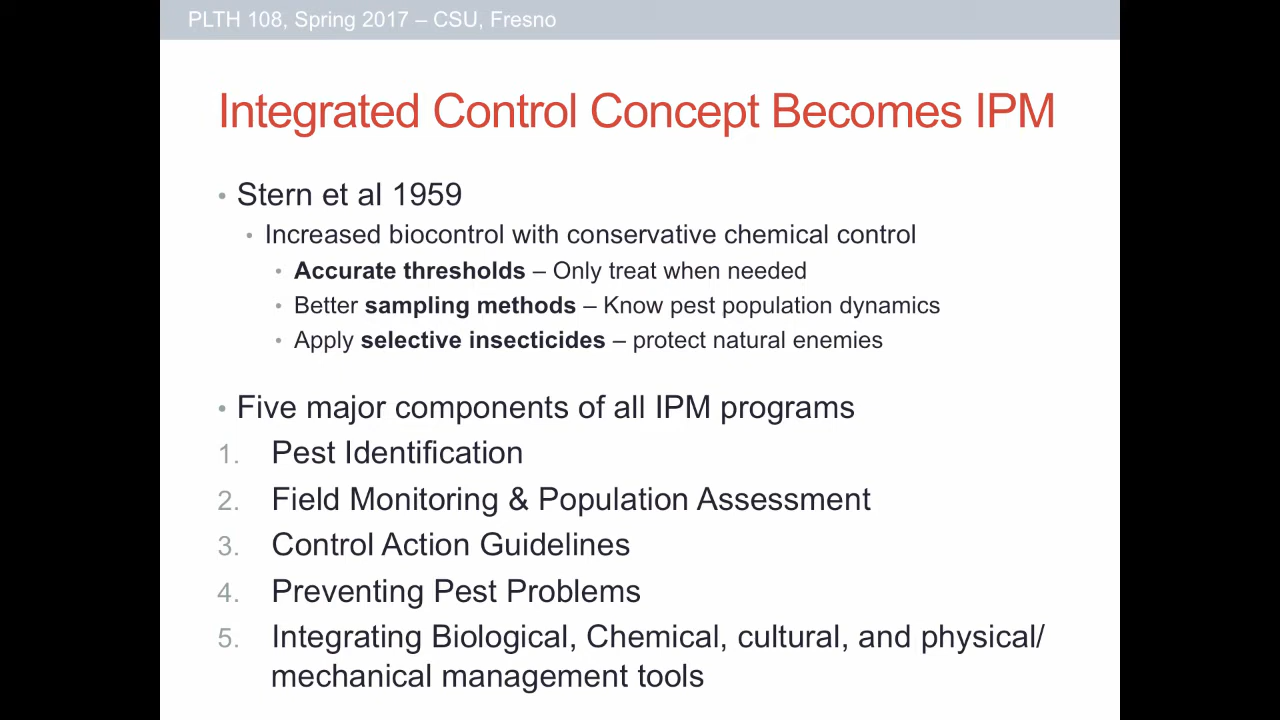 PLTH 108, Spring 2017 – CSU, Fresno
Integrated Control Concept Becomes IPM
• Stern et al 1959
• Increased biocontrol with conservative chemical control
• Accurate thresholds – Only treat when needed
• Better sampling methods – Know pest population dynamics
• Apply selective insecticides – protect natural enemies
• Five major components of all IPM programs
1. Pest Identification
2. Field Monitoring & Population Assessment
3. Control Action Guidelines
4. Preventing Pest Problems
5. Integrating Biological, Chemical, cultural, and physical/
mechanical management tools